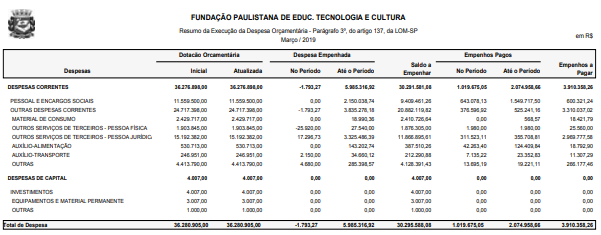 FUNDAÇÃO PAULISTANA DE EDUC. TECNOLOGIA E CULTURA
Resumo da Execução da Despesa Orçamentária - Parágrafo 3º, do artigo 137, da LOM-SP
Março / 2019
em R$
Dotacão Orcamentária Despesa Empenhada Saldo a Empenhar Empenhos Pagos Empenhos a Pagar
Despesas Inicial Atualizada No Período Até o Período No Período Até o Período
DESPESAS CORRENTES 36.276.898,00 36.276.898,00 -1.793,27 5.985.316,92 30.291.581,08 1.019.675,05 2.074.958,66 3.910.358,26
PESSOAL E ENCARGOS SOCIAIS 11.559.500,00 11.559.500,00 0,00 2.150.038,74 9.409.461,26 643.078,13 1.549.717,50 600.321,24
OUTRAS DESPESAS CORRENTES 24.717.398,00 24.717.398,00 -1.793,27 3.835.278,18 20.882.119,82 376.596,92 525.241,16 3.310.037,02
MATERIAL DE CONSUMO 2.429.717,00 2.429.717,00 0,00 18.990,36 2.410.726,64 0,00 568,57 18.421,79
OUTROS SERVIÇOS DE TERCEIROS - PESSOA FÍSICA 1.903.845,00 1.903.845,00 -25.920,00 27.540,00 1.876.305,00 1.980,00 1.980,00 25.560,00
OUTROS SERVIÇOS DE TERCEIROS - PESSOA JURÍDIC 15.192.382,00 15.192.382,00 17.296,73 3.325.486,39 11.866.895,61 311.523,11 355.708,81 2.969.777,58
AUXÍLIO-ALIMENTAÇÃO 530.713,00 530.713,00 0,00 143.202,74 387.510,26 42.263,40 124.409,84 18.792,90
AUXÍLIO-TRANSPORTE 246.951,00 246.951,00 2.150,00 34.660,12 212.290,88 7.135,22 23.352,83 11.307,29
OUTRAS 4.413.790,00 4.413.790,00 4.680,00 285.398,57 4.128.391,43 13.695,19 19.221,11 266.177,46
DESPESAS DE CAPITAL 4.007,00 4.007,00 0,00 0,00 4.007,00 0,00 0,00 0,00
INVESTIMENTOS 4.007,00 4.007,00 0,00 0,00 4.007,00 0,00 0,00 0,00
EQUIPAMENTOS E MATERIAL PERMANENTE 3.007,00 3.007,00 0,00 0,00 3.007,00 0,00 0,00 0,00
OUTRAS 1.000,00 1.000,00 0,00 0,00 1.000,00 0,00 0,00 0,00
Total de Despesa 36.280.905,00 36.280.905,00 -1.793,27 5.985.316,92 30.295.588,08 1.019.675,05 2.074.958,66 3.910.358,26